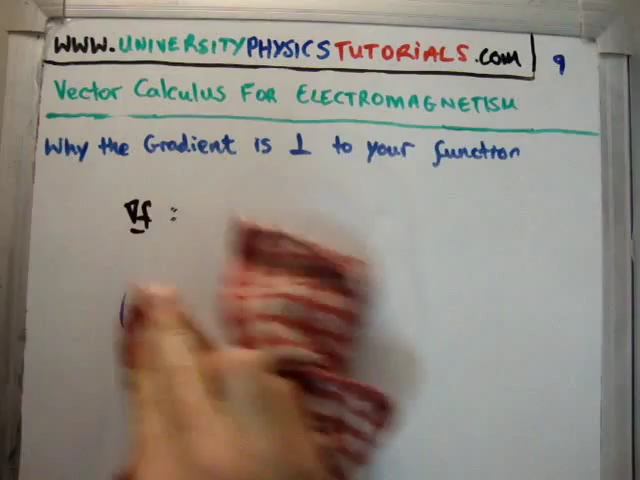 WWW.UNIVERSITYPHYSICSTUTORIALS.COM 9
Vector Calculus FOR ELECTROMAGNETISM
Why the Gradient is ⊥ to your function
∇f :